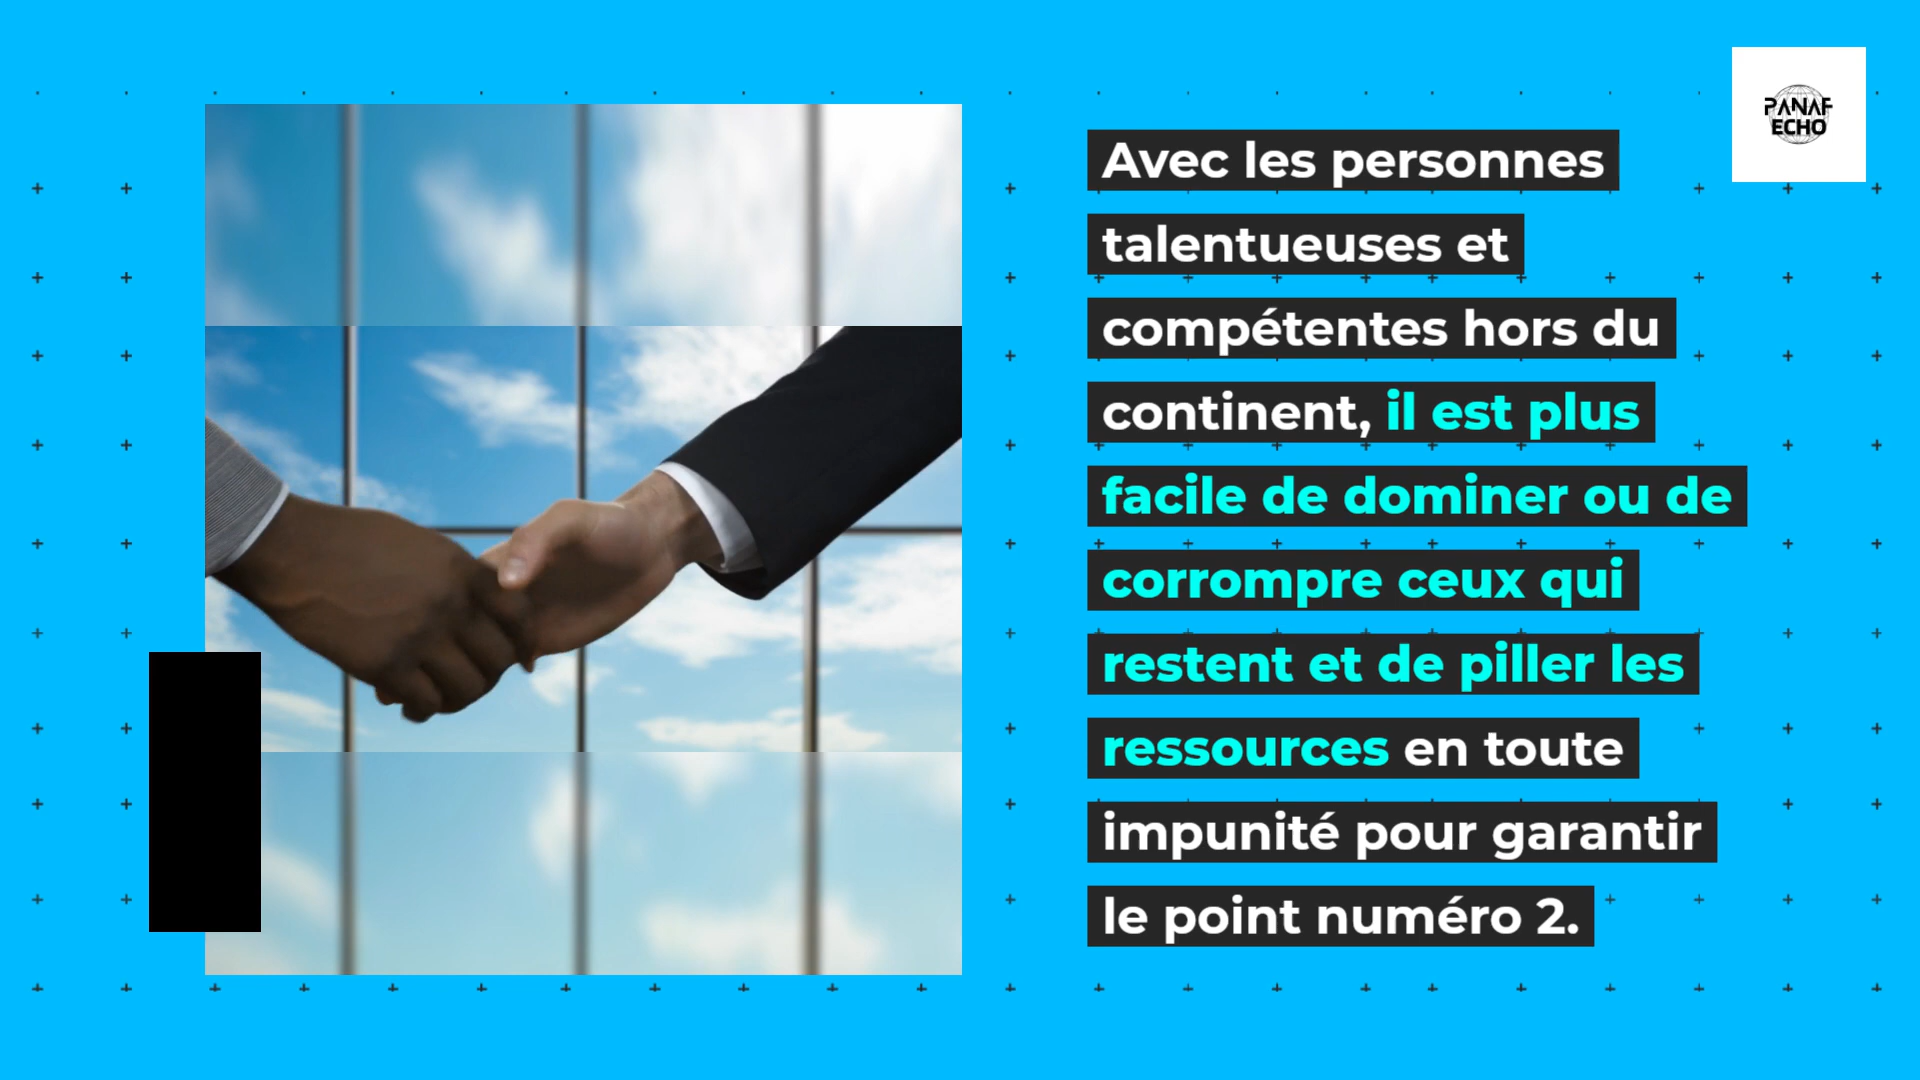 PANAF
ECHO
Avec les personnes
talentueuses et
compétentes hors du
continent, il est plus
facile de dominer ou de
corrompre ceux qui
restent et de piller les
ressources en toute
impunité pour garantir
le point numéro 2.